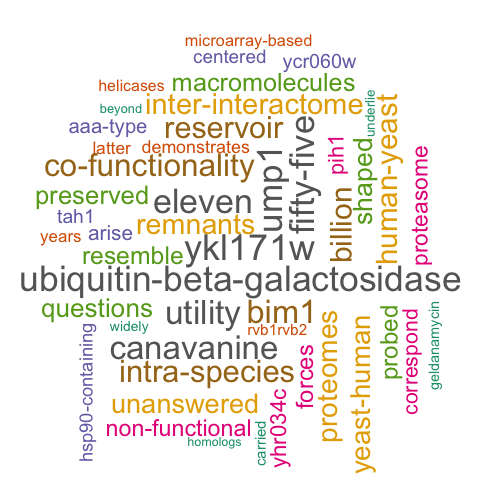 microarray-based
centered
ycr060w
helicases
macromolecules
beyond
inter-interactome
underlie
aaa-type
reservoir
latter
demonstrates
co-functionality
ump1
fifty-five
pih1
shaped
human-yeast
proteasome
preserved
eleven
tah1
remnants
billion
years
arise
ykl171w
resemble
ubiquitin-beta-galactosidase
questions
utility
bim1
widely
rvb1rvb2
proteomes
yeast-human
probed
correspond
geldanamycin
hsp90-containing
canavanine
forces
intra-species
unanswered
yhr034c
non-functional
carried
homologs